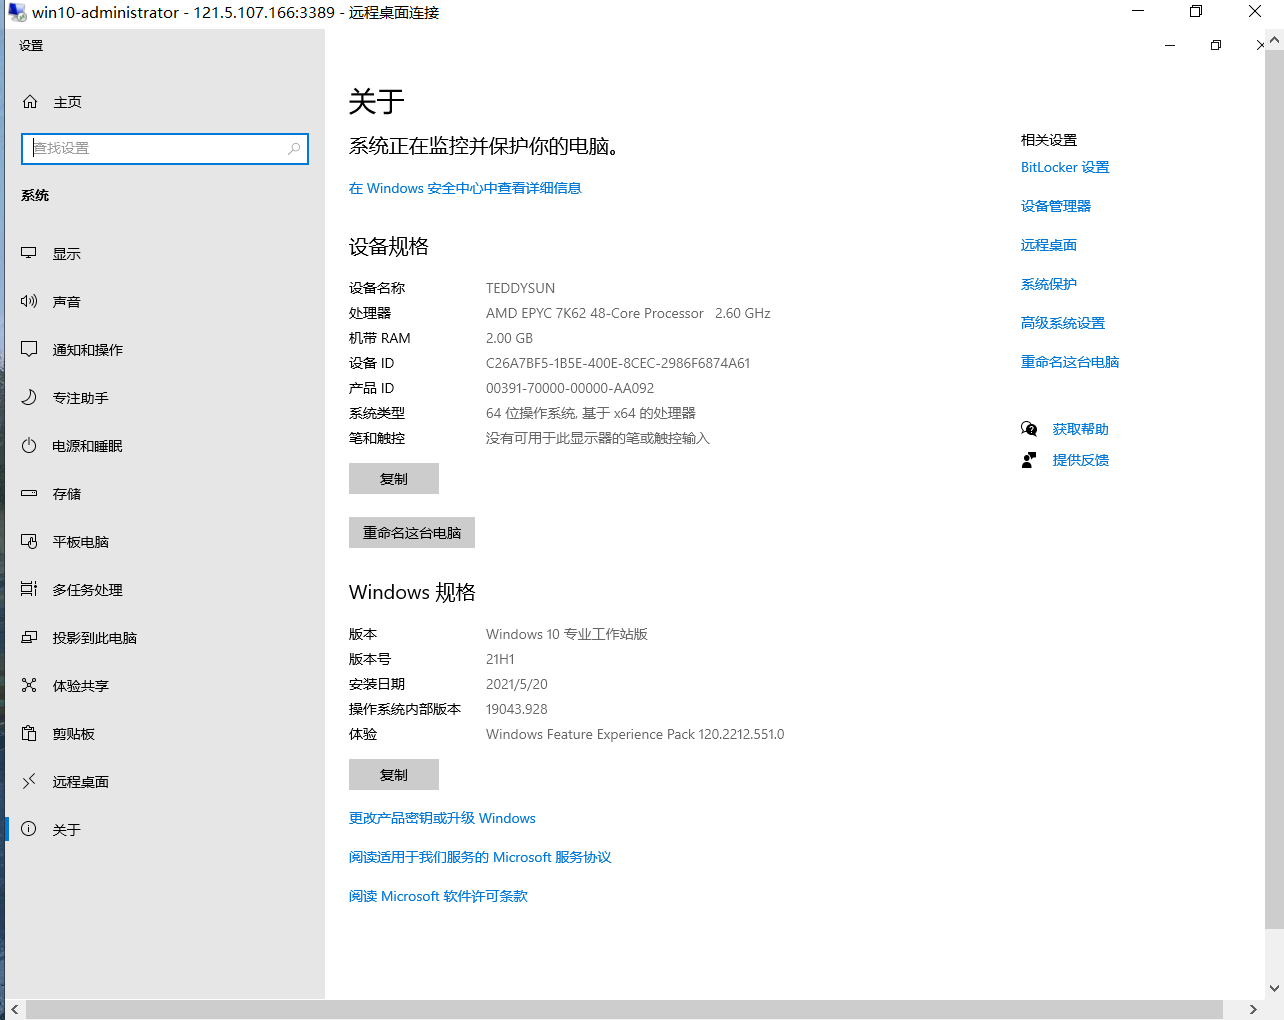 win10-administrator - 121.5.107.166:3389 - 远程桌面连接
设置
主页
查找设置
系统
显示
声音
通知和操作
专注助手
电源和睡眠
存储
平板电脑
多任务处理
投影到此电脑
体验共享
剪贴板
远程桌面
关于
关于
系统正在监控并保护你的电脑。
在 Windows 安全中心中查看详细信息
设备规格
设备名称 TEDDYSUN
处理器 AMD EPYC 7K62 48-Core Processor 2.60 GHz
机带 RAM 2.00 GB
设备 ID C26A7BF5-1B5E-400E-8CEC-2986F6874A61
产品 ID 00391-70000-00000-AA092
系统类型 64 位操作系统, 基于 x64 的处理器
笔和触控 没有可用于此显示器的笔或触控输入
复制
重命名这台电脑
Windows 规格
版本 Windows 10 专业工作站版
版本号 21H1
安装日期 2021/5/20
操作系统内部版本 19043.928
体验 Windows Feature Experience Pack 120.2212.551.0
复制
更改产品密钥或升级 Windows
阅读适用于我们服务的 Microsoft 服务协议
阅读 Microsoft 软件许可条款
相关设置
BitLocker 设置
设备管理器
远程桌面
系统保护
高级系统设置
重命名这台电脑
获取帮助
提供反馈